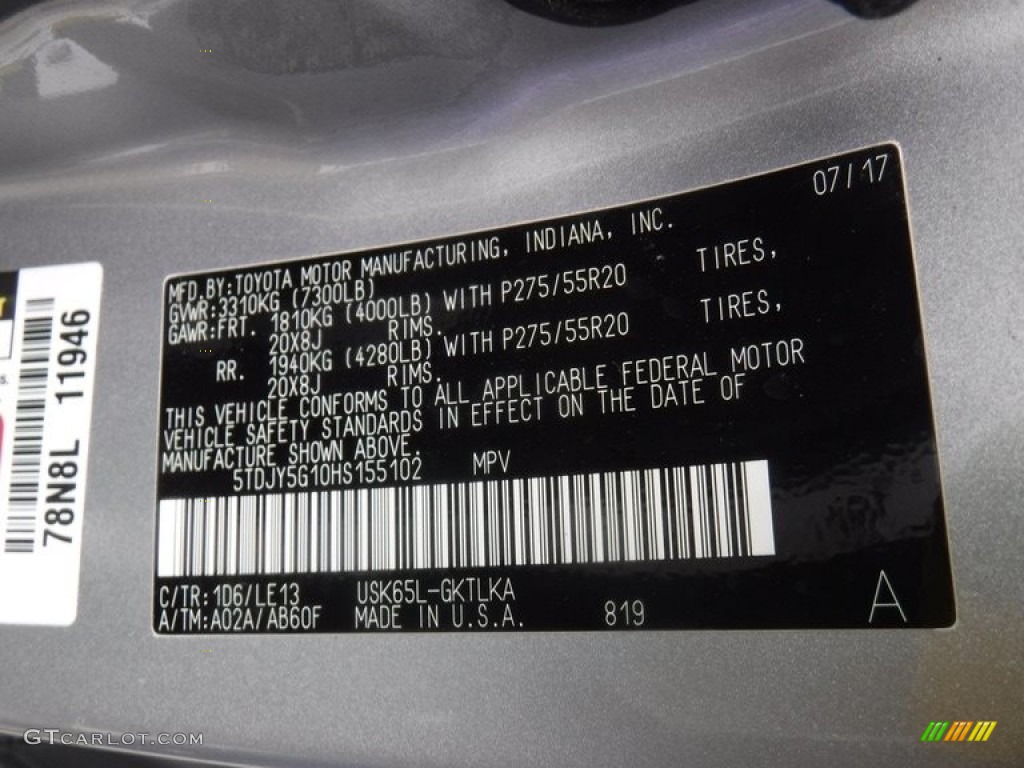 07/17
MFD.BY:TOYOTA MOTOR MANUFACTURING, INDIANA, INC.
GVWR:3310KG (7300LB)
GAWR:FRT. 1810KG (4000LB) WITH P275/55R20 TIRES,
20X8J RIMS.
RR. 1940KG (4280LB) WITH P275/55R20 TIRES,
20X8J RIMS.
THIS VEHICLE CONFORMS TO ALL APPLICABLE FEDERAL MOTOR
VEHICLE SAFETY STANDARDS IN EFFECT ON THE DATE OF
MANUFACTURE SHOWN ABOVE.
5TDJY5G10HS155102 MPV
C/TR:1D6/LE13 USK65L-GKTLKA
A/TM:A02A/AB60F MADE IN U.S.A. 819 A
78N8L 11946
GTCARLOT.COM